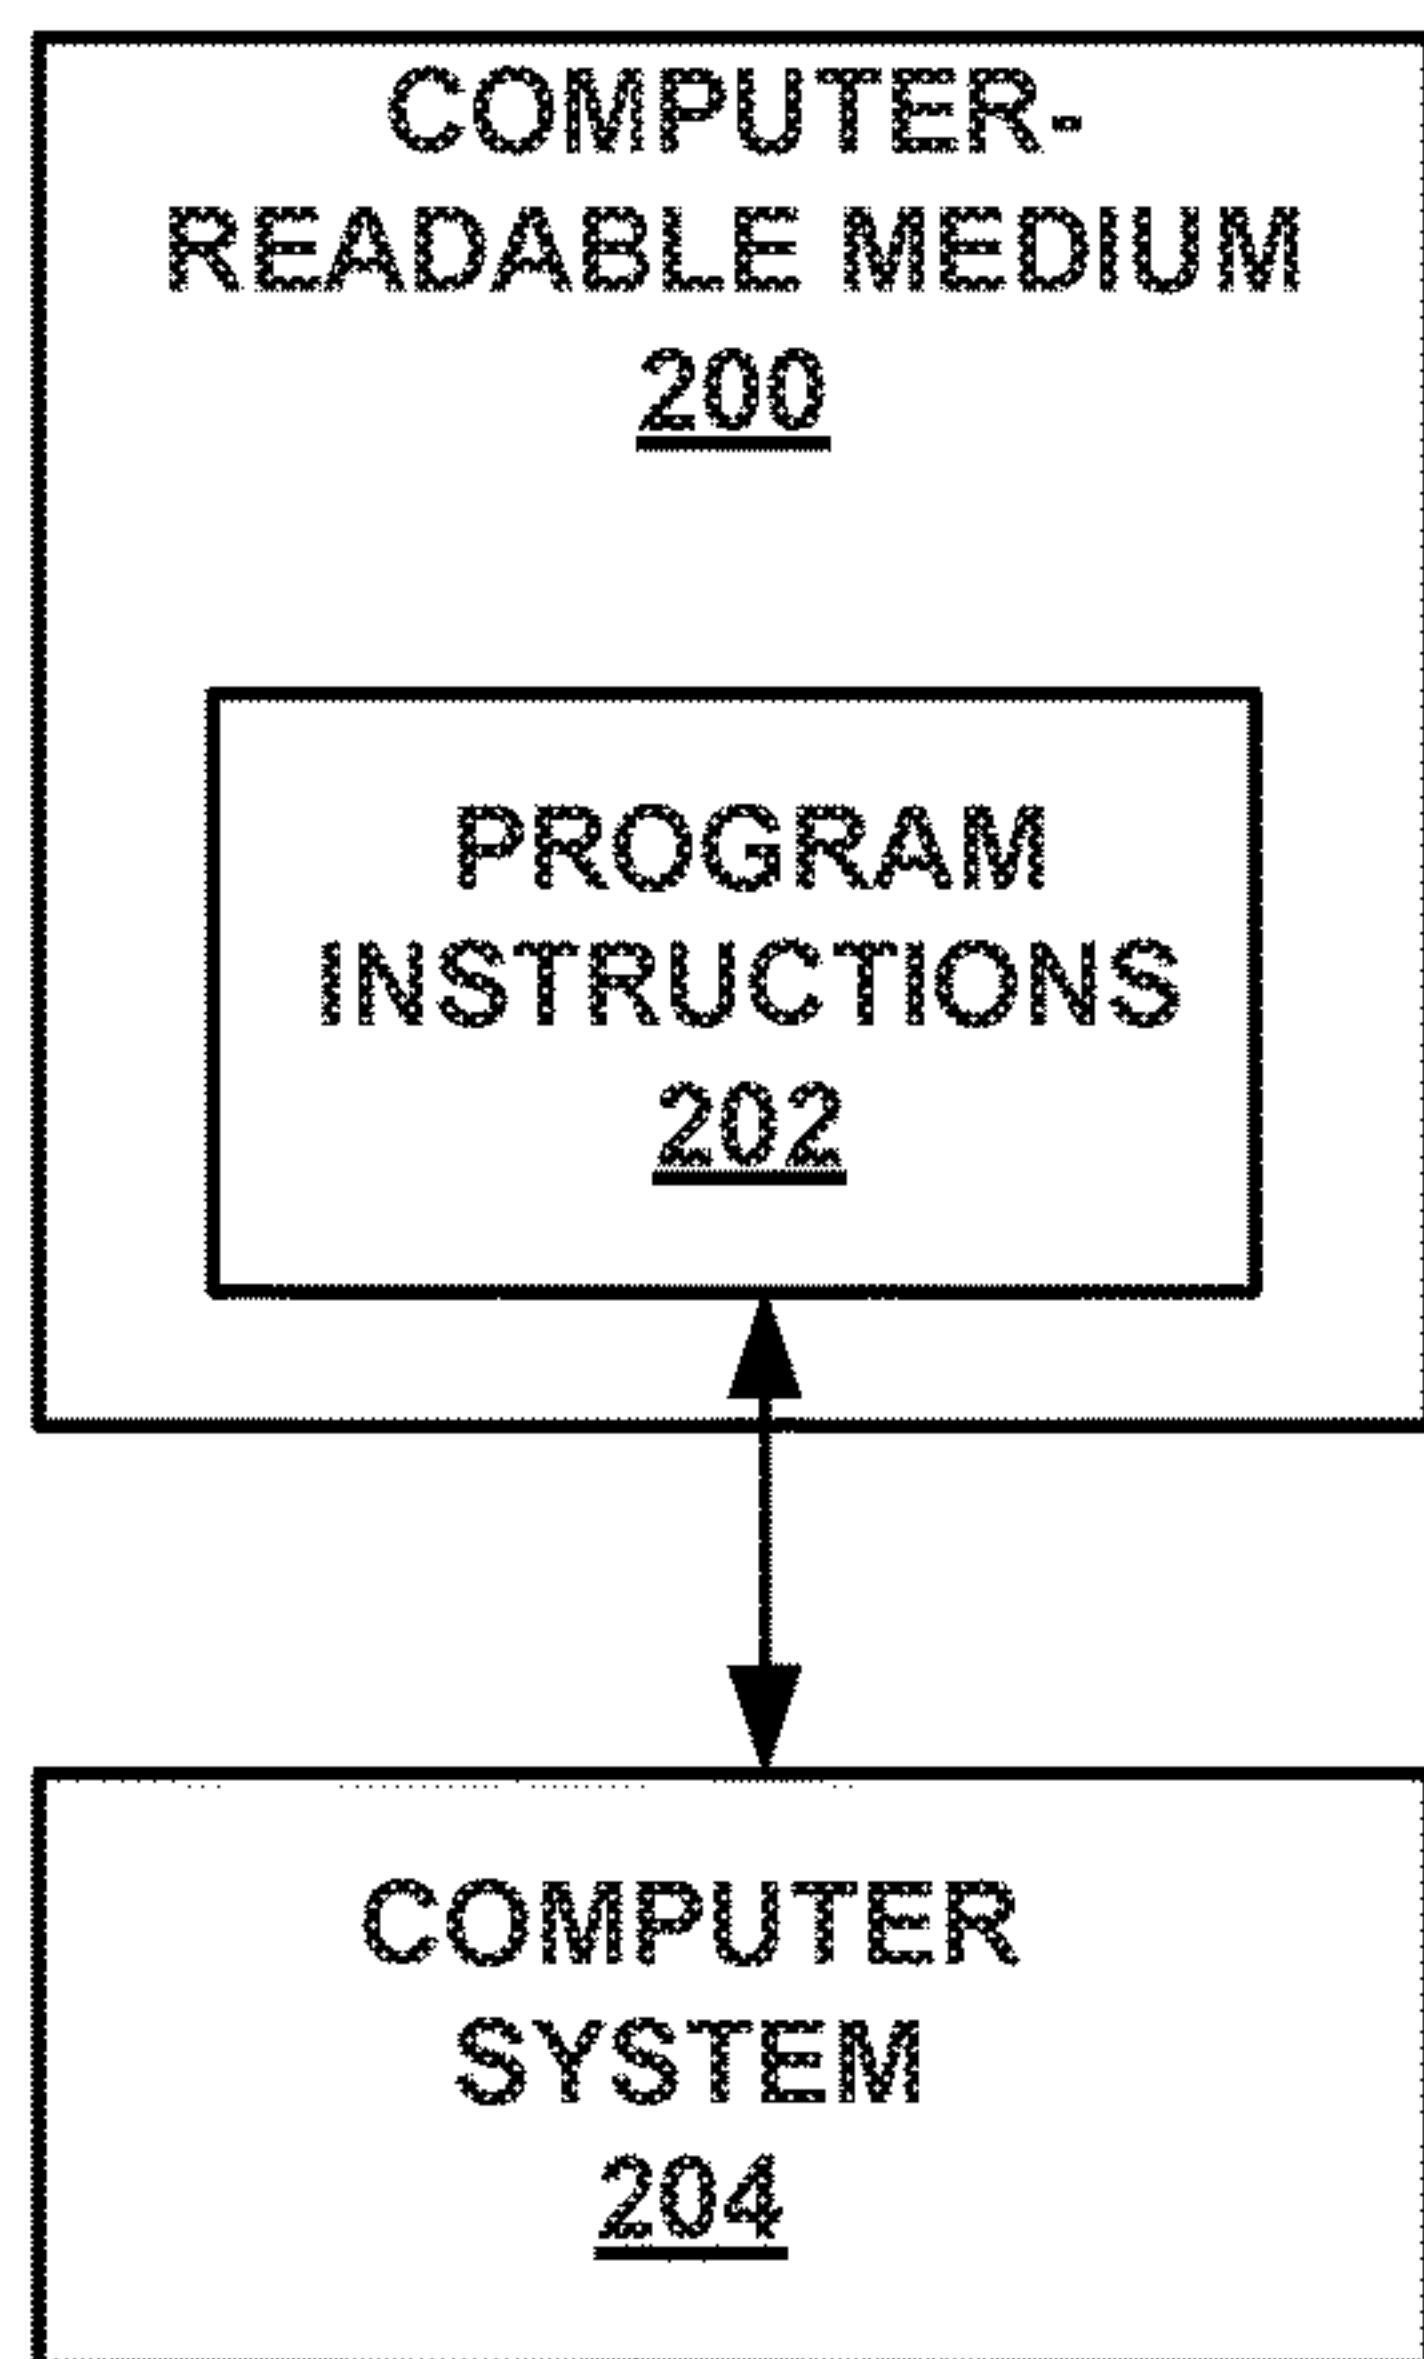 COMPUTER-
READABLE MEDIUM
200
PROGRAM
INSTRUCTIONS
202
COMPUTER
SYSTEM
204